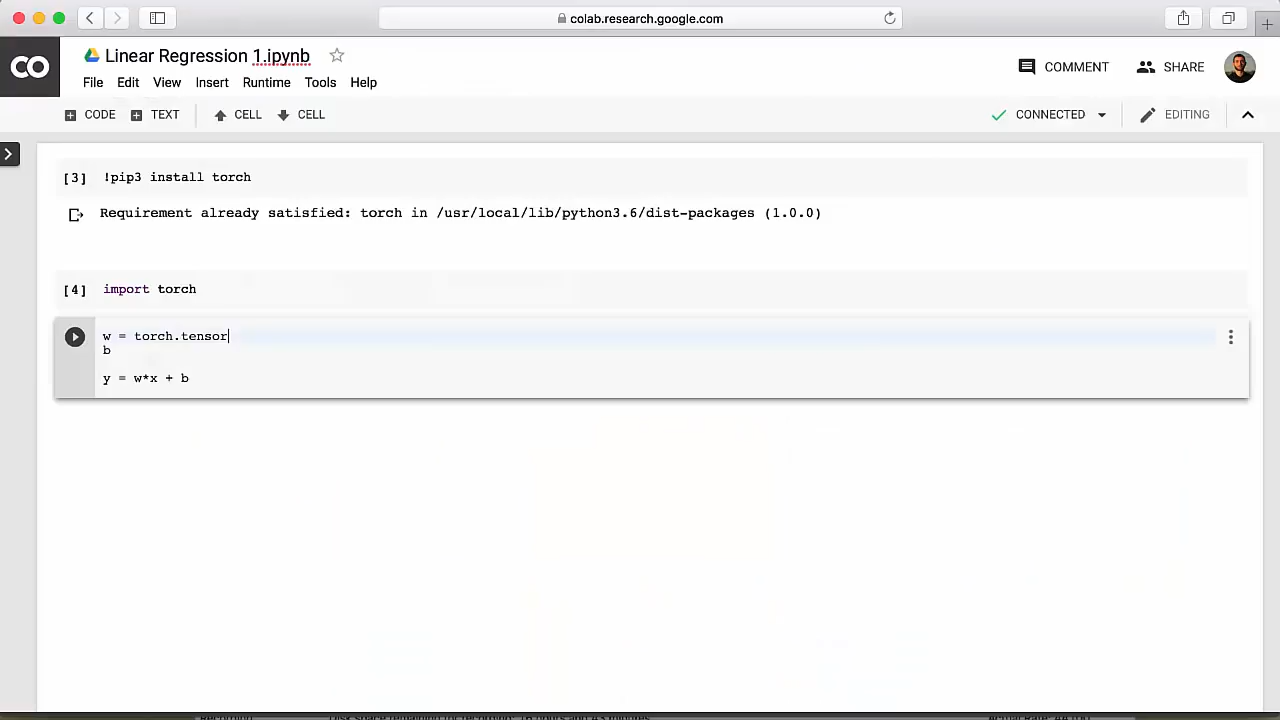 colab.research.google.com
CO
Linear Regression 1.ipynb
COMMENT
SHARE
File Edit View Insert Runtime Tools Help
CODE TEXT CELL CELL
CONNECTED
EDITING
[3] !pip3 install torch
Requirement already satisfied: torch in /usr/local/lib/python3.6/dist-packages (1.0.0)
[4] import torch
w = torch.tensor
b
y = w*x + b